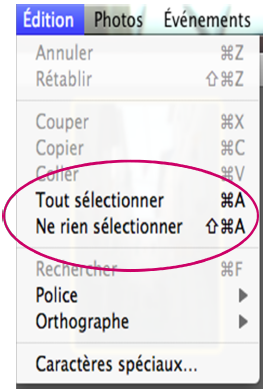 Édition Photos Événements
Annuler ⌘Z
Rétablir ⇧⌘Z
Couper ⌘X
Copier ⌘C
Coller ⌘V
Tout sélectionner ⌘A
Ne rien sélectionner ⇧⌘A
Rechercher ⌘F
Police ▶
Orthographe ▶
Caractères spéciaux...